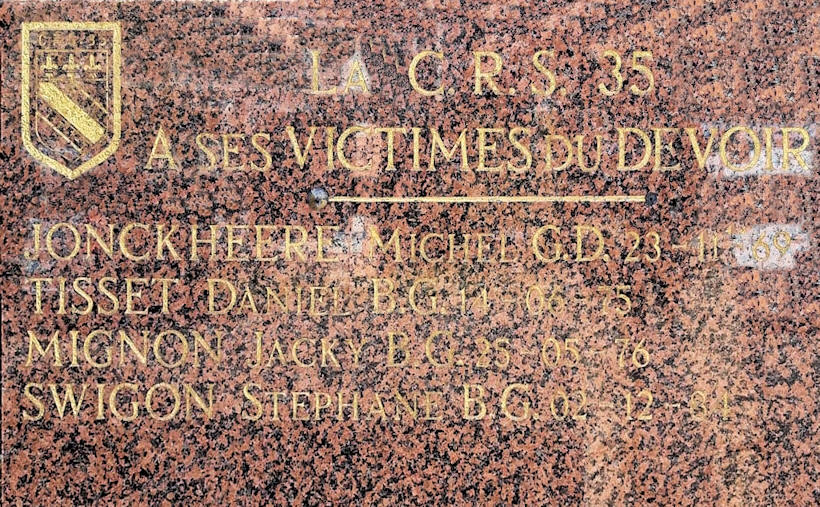 LA C.R.S. 35
A SES VICTIMES DU DEVOIR
JONCKHEERE MICHEL G.D. 23-11-69
TISSET DANIEL B.G. 14-06-75
MIGNON JACKY B.G. 25-05-76
SWIGON STEPHANE B.G. 02-12-